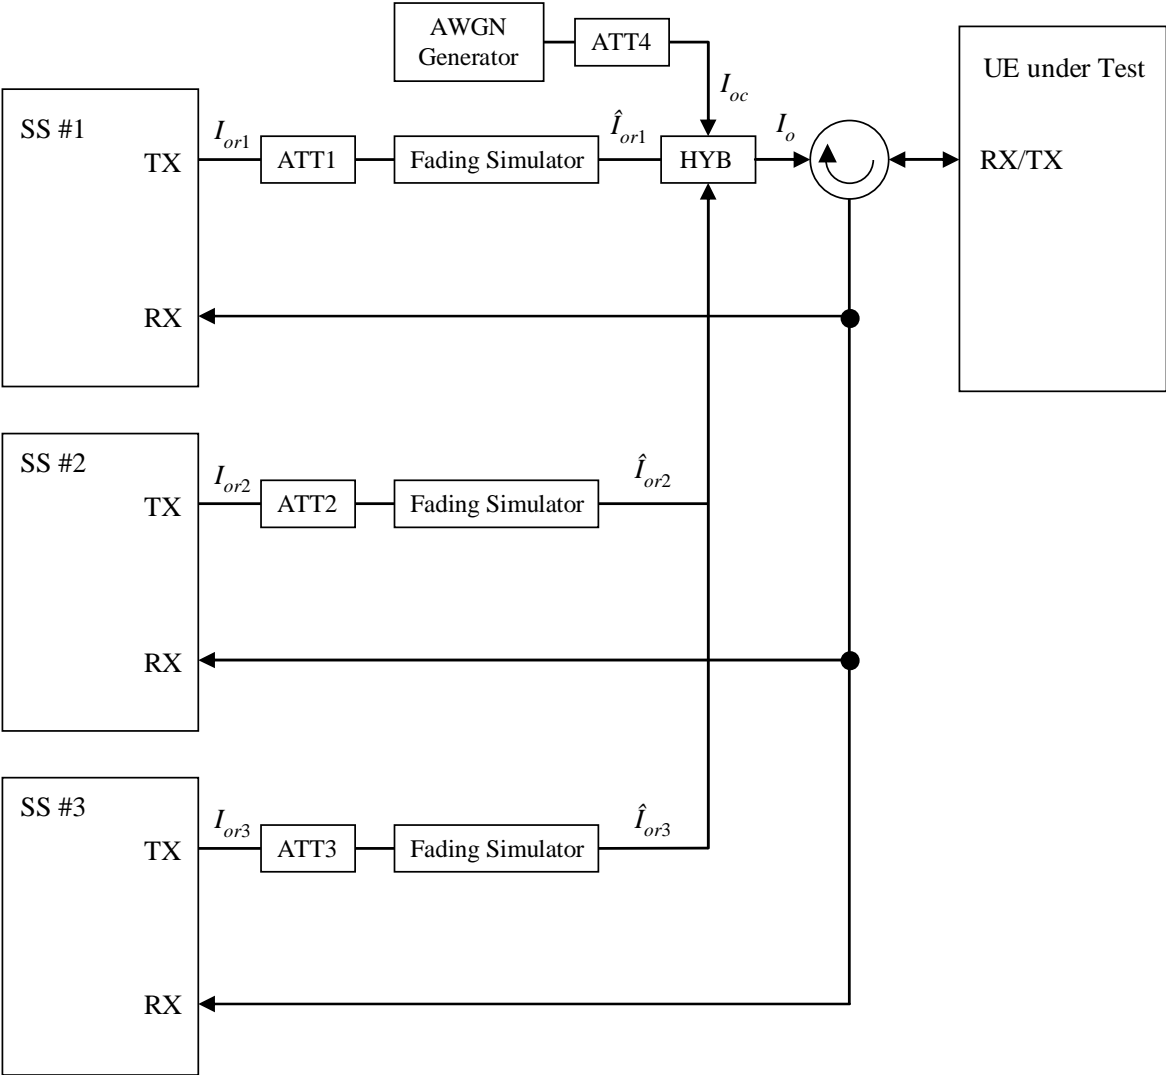 AWGN
Generator
ATT4
UE under Test
I_oc
SS #1
I_or1
Î_or1
I_o
TX
ATT1
Fading Simulator
HYB
RX/TX
RX
SS #2
I_or2
Î_or2
TX
ATT2
Fading Simulator
RX
SS #3
I_or3
Î_or3
TX
ATT3
Fading Simulator
RX